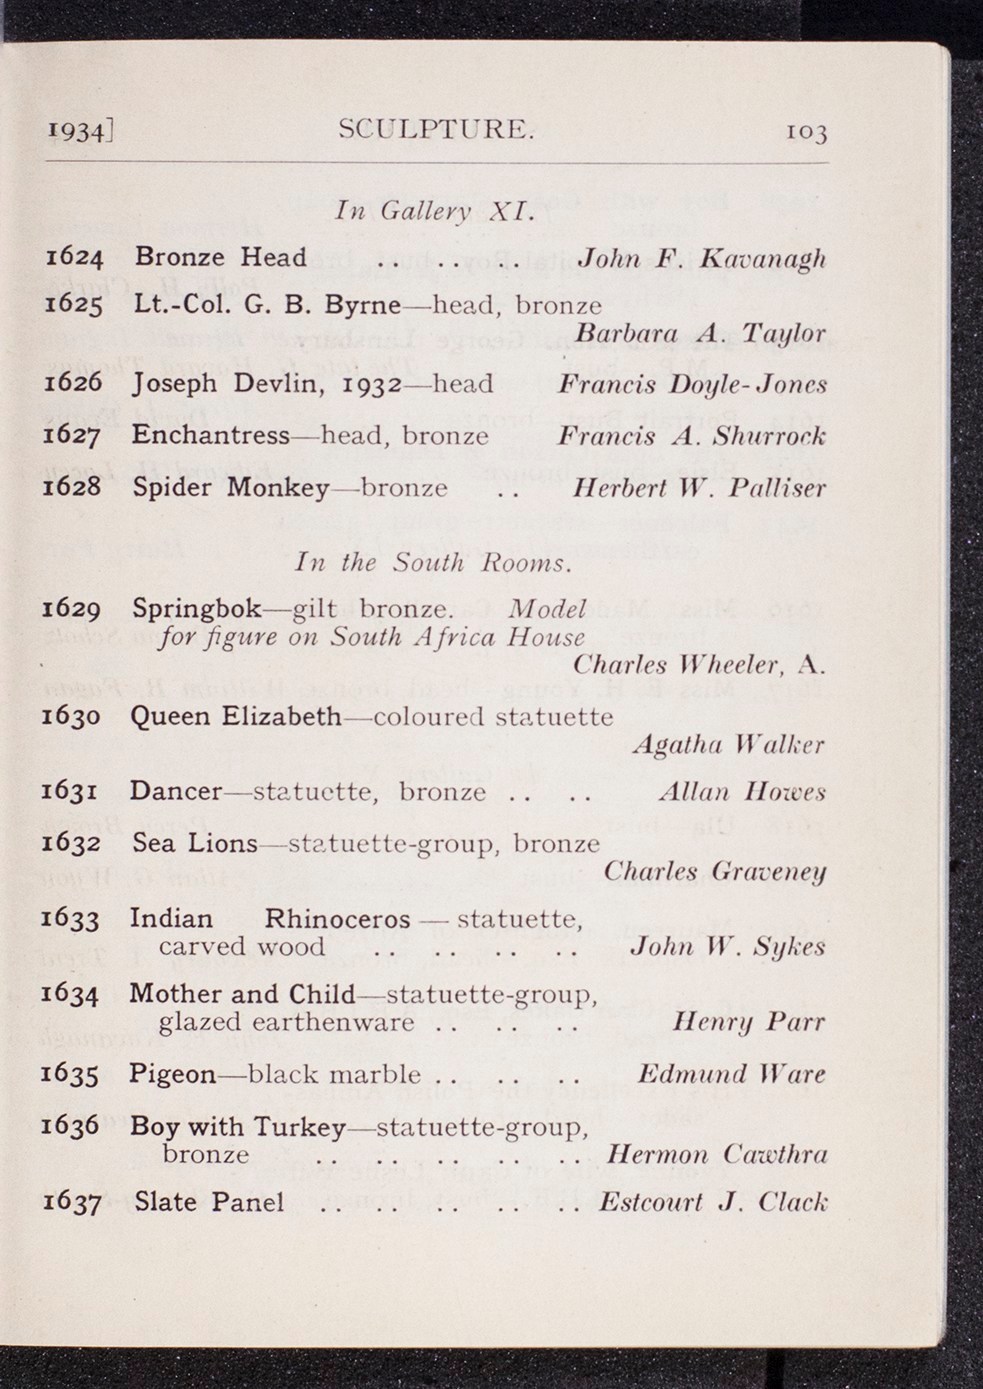 1934] SCULPTURE. 103
In Gallery XI.
1624 Bronze Head .. .. .. John F. Kavanagh
1625 Lt.-Col. G. B. Byrne—head, bronze
Barbara A. Taylor
1626 Joseph Devlin, 1932—head Francis Doyle-Jones
1627 Enchantress—head, bronze Francis A. Shurrock
1628 Spider Monkey—bronze .. Herbert W. Palliser
In the South Rooms.
1629 Springbok—gilt bronze. Model
for figure on South Africa House
Charles Wheeler, A.
1630 Queen Elizabeth—coloured statuette
Agatha Walker
1631 Dancer—statuette, bronze .. .. Allan Howes
1632 Sea Lions—statuette-group, bronze
Charles Graveney
1633 Indian Rhinoceros — statuette,
carved wood .. .. .. .. John W. Sykes
1634 Mother and Child—statuette-group,
glazed earthenware .. .. .. Henry Parr
1635 Pigeon—black marble .. .. .. Edmund Ware
1636 Boy with Turkey—statuette-group,
bronze .. .. .. .. .. Hermon Cawthra
1637 Slate Panel .. .. .. .. .. Estcourt J. Clack